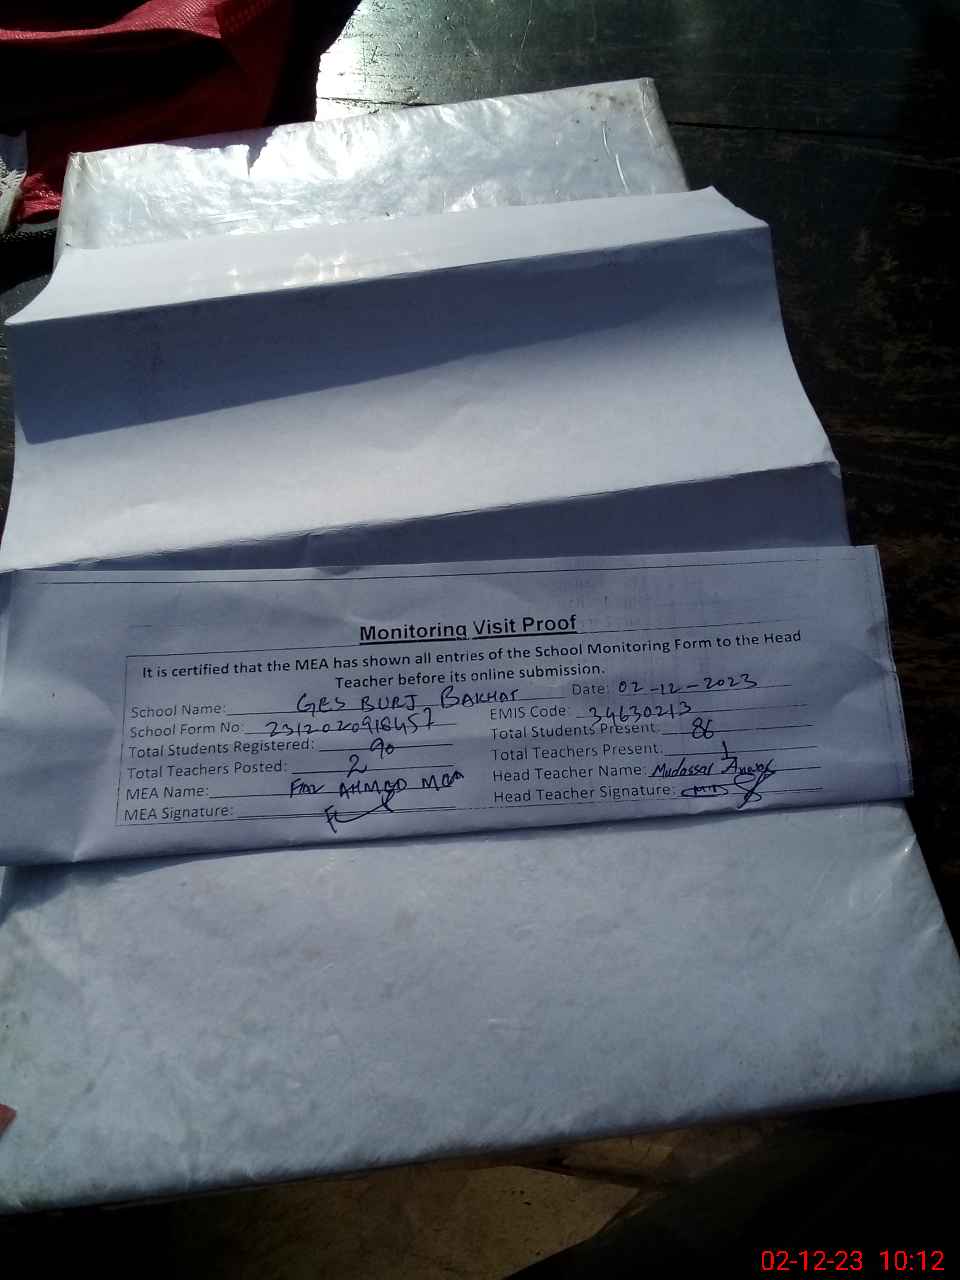 Monitoring Visit Proof
It is certified that the MEA has shown all entries of the School Monitoring Form to the Head
Teacher before its online submission.
School Name: GES BURJ BAKHAT Date: 02-12-2023
School Form No: 2312020918457 EMIS Code: 34630213
Total Students Registered: 90 Total Students Present: 86
Total Teachers Posted: 2 Total Teachers Present: 1
MEA Name: AHMAD MEA Head Teacher Name: Mudassar
MEA Signature: Head Teacher Signature:
02-12-23 10:12